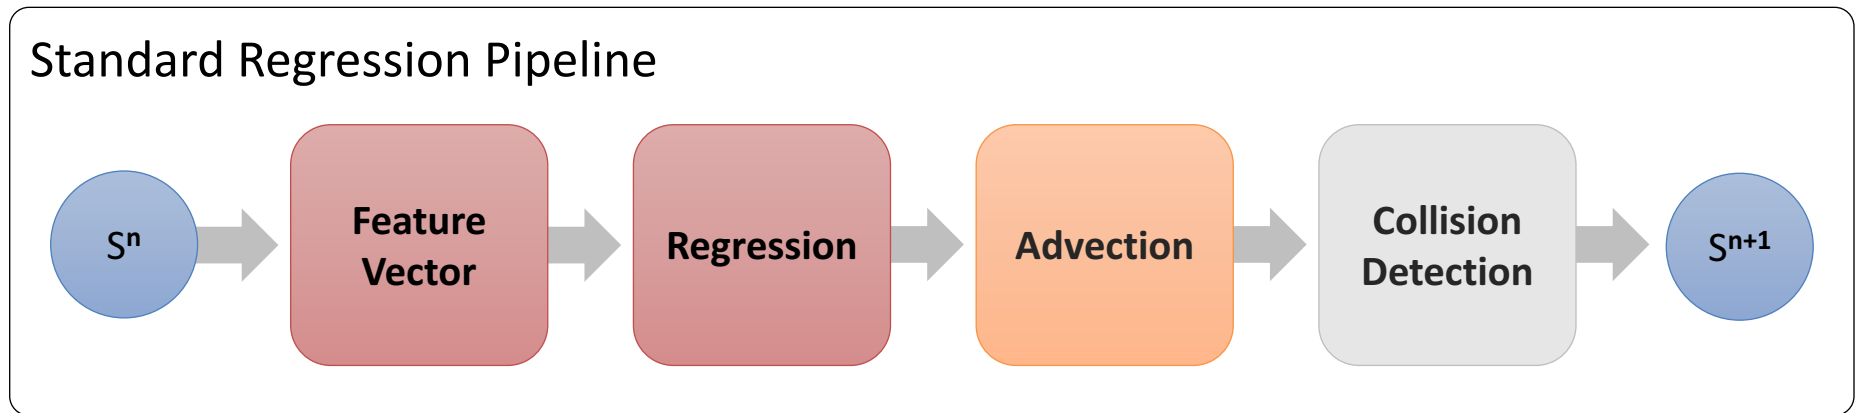 Standard Regression Pipeline
Sⁿ
Feature
Vector
Regression
Advection
Collision
Detection
Sⁿ⁺¹